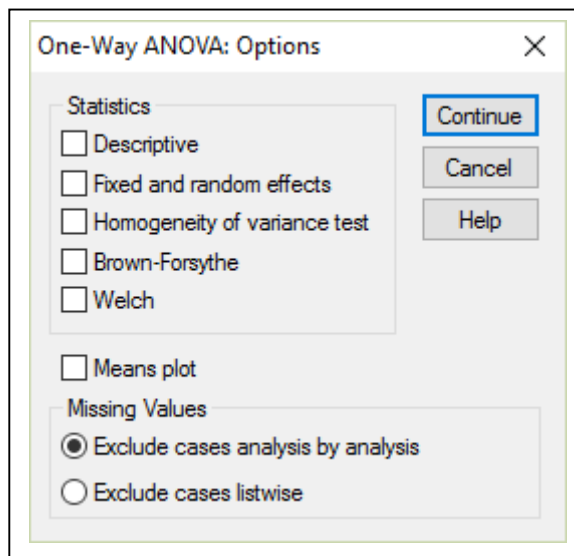 One-Way ANOVA: Options
Statistics
Descriptive
Fixed and random effects
Homogeneity of variance test
Brown-Forsythe
Welch
Continue
Cancel
Help
Means plot
Missing Values
Exclude cases analysis by analysis
Exclude cases listwise